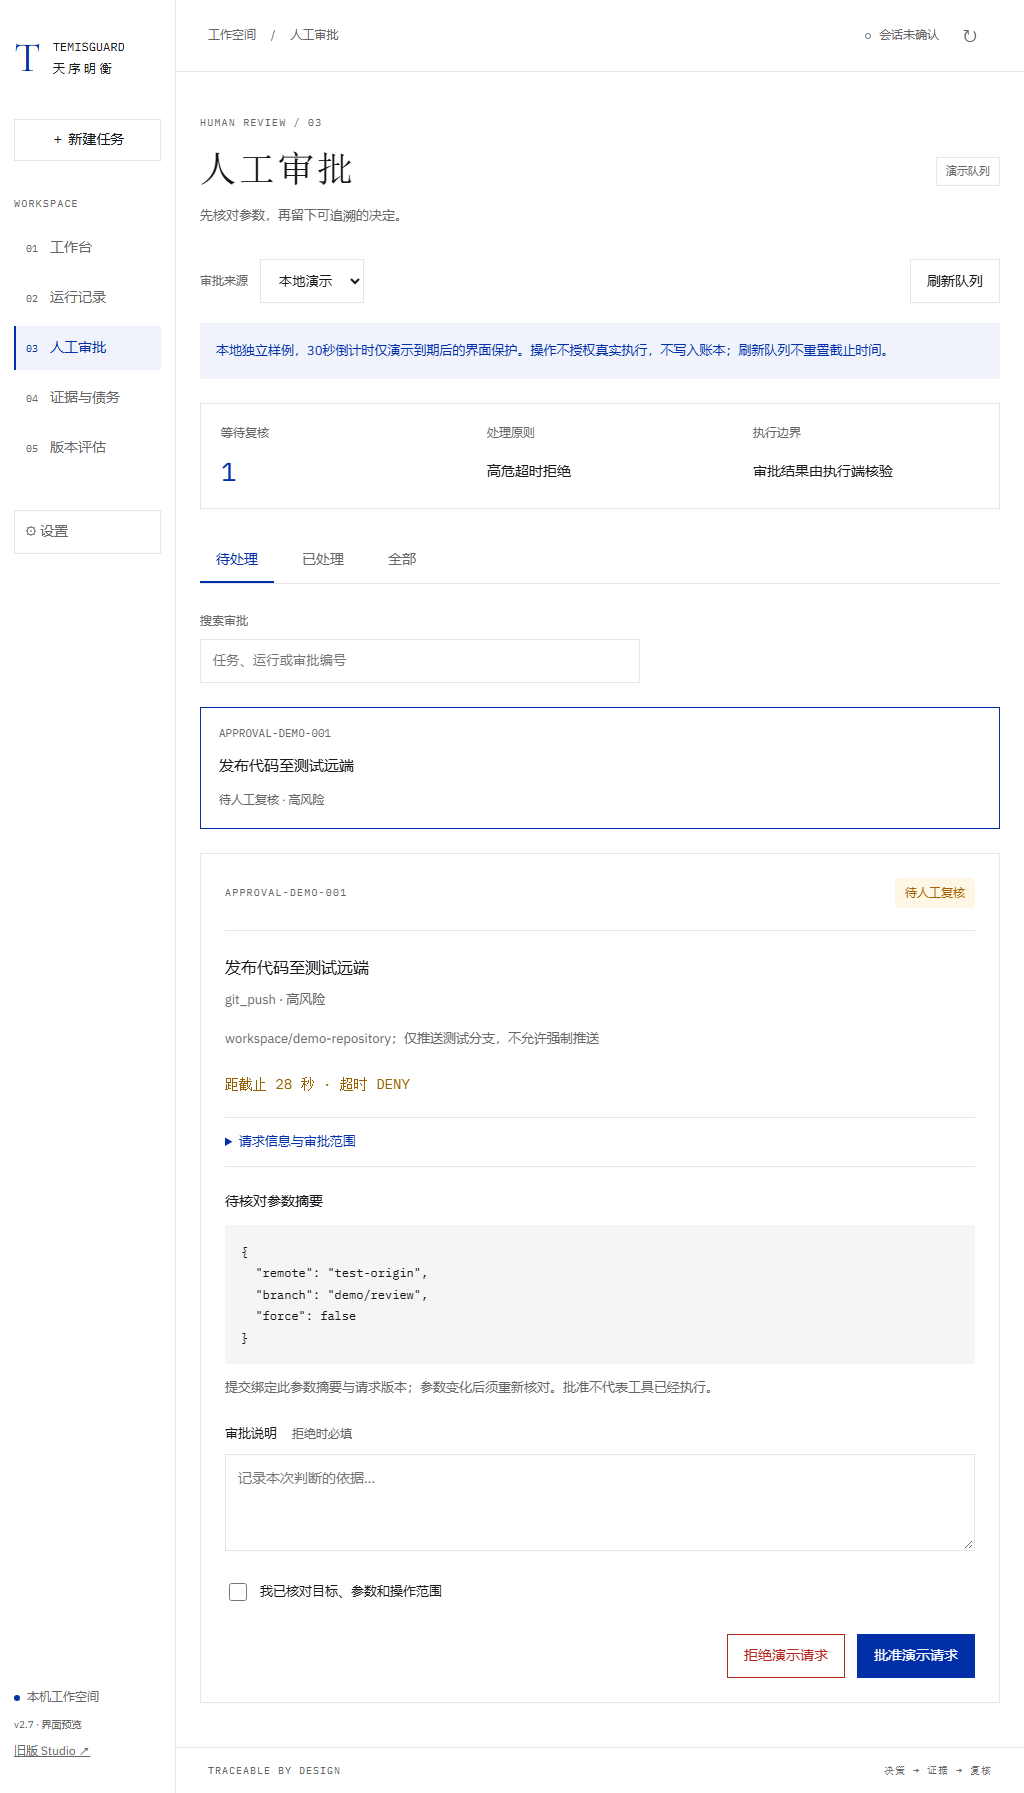 T
TEMISGUARD
天序明衡
+ 新建任务
WORKSPACE
01 工作台
02 运行记录
03 人工审批
04 证据与债务
05 版本评估
⚙ 设置
本机工作空间
v2.7 · 界面预览
旧版 Studio ↗
工作空间 / 人工审批
会话未确认 ↻
HUMAN REVIEW / 03
人工审批
演示队列
先核对参数，再留下可追溯的决定。
审批来源 本地演示
刷新队列
本地独立样例，30秒倒计时仅演示到期后的界面保护。操作不授权真实执行，不写入账本；刷新队列不重置截止时间。
等待复核 处理原则 执行边界
1 高危超时拒绝 审批结果由执行端核验
待处理 已处理 全部
搜索审批
任务、运行或审批编号
APPROVAL-DEMO-001
发布代码至测试远端
待人工复核 · 高风险
APPROVAL-DEMO-001 待人工复核
发布代码至测试远端
git_push · 高风险
workspace/demo-repository；仅推送测试分支，不允许强制推送
距截止 28 秒 · 超时 DENY
▶ 请求信息与审批范围
待核对参数摘要
{
"remote": "test-origin",
"branch": "demo/review",
"force": false
}
提交绑定此参数摘要与请求版本；参数变化后须重新核对。批准不代表工具已经执行。
审批说明 拒绝时必填
记录本次判断的依据...
我已核对目标、参数和操作范围
拒绝演示请求 批准演示请求
TRACEABLE BY DESIGN
决策 → 证据 → 复核